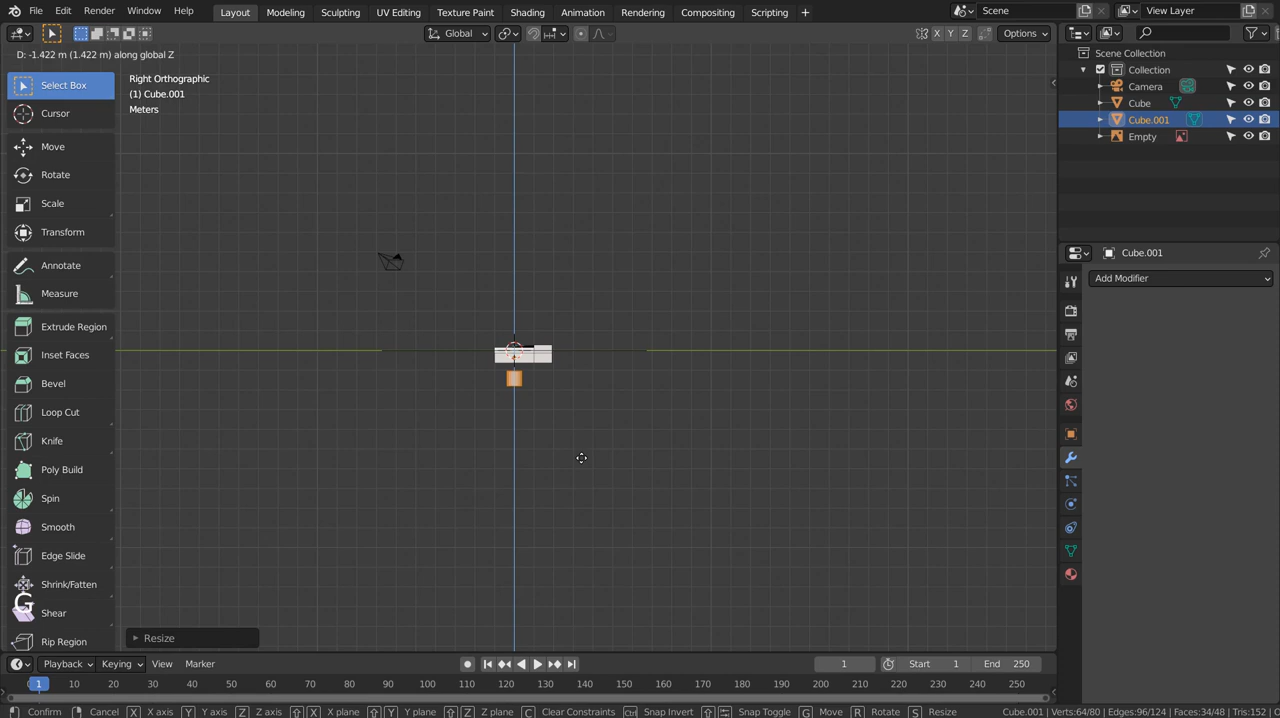 File Edit Render Window Help Layout Modeling Sculpting UV Editing Texture Paint Shading Animation Rendering Compositing Scripting + Scene View Layer
Global X Y Z Options
D: -1.422 m (1.422 m) along global Z
Right Orthographic
(1) Cube.001
Meters
Select Box
Cursor
Move
Rotate
Scale
Transform
Annotate
Measure
Extrude Region
Inset Faces
Bevel
Loop Cut
Knife
Poly Build
Spin
Smooth
Edge Slide
Shrink/Fatten
G
Shear
Rip Region
Resize
Scene Collection
Collection
Camera
Cube
Cube.001
Empty
Cube.001
Add Modifier
Playback Keying View Marker 1 Start 1 End 250
1 10 20 30 40 50 60 70 80 90 100 110 120 130 140 150 160 170 180 190 200 210 220 230 240 250
Confirm Cancel X X axis Y Y axis Z Z axis X X plane Y Y plane Z Z plane C Clear Constraints Ctrl Snap Invert Snap Toggle G Move R Rotate S Resize Cube.001 | Verts:64/80 | Edges:96/124 | Faces:34/48 | Tris:152